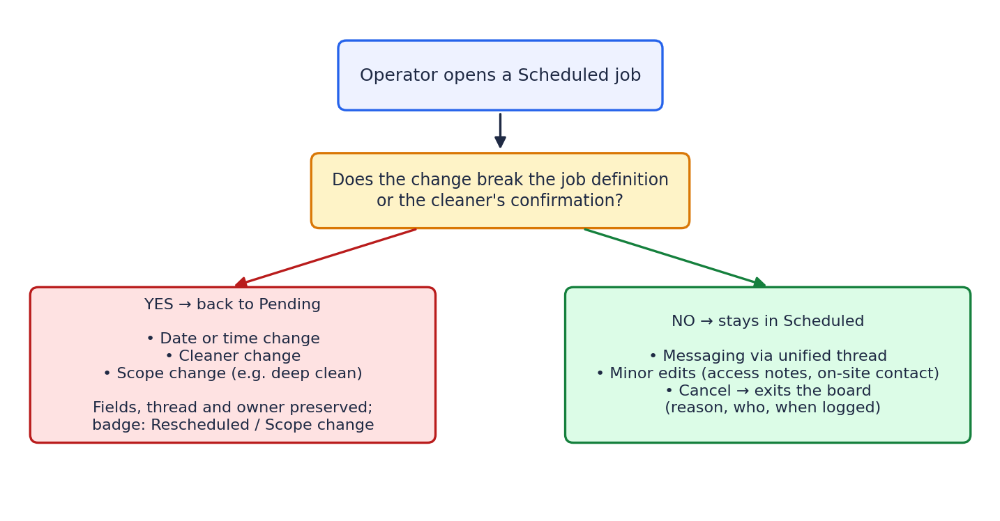 Operator opens a Scheduled job
Does the change break the job definition
or the cleaner's confirmation?
YES → back to Pending
• Date or time change
• Cleaner change
• Scope change (e.g. deep clean)
Fields, thread and owner preserved;
badge: Rescheduled / Scope change
NO → stays in Scheduled
• Messaging via unified thread
• Minor edits (access notes, on-site contact)
• Cancel → exits the board
(reason, who, when logged)